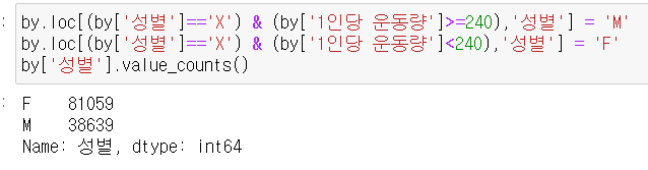 : by.loc[(by['성별']=='X') & (by['1인당 운동량']>=240),'성별'] = 'M'
by.loc[(by['성별']=='X') & (by['1인당 운동량']<240),'성별'] = 'F'
by['성별'].value_counts()
: F    81059
M    38639
Name: 성별, dtype: int64